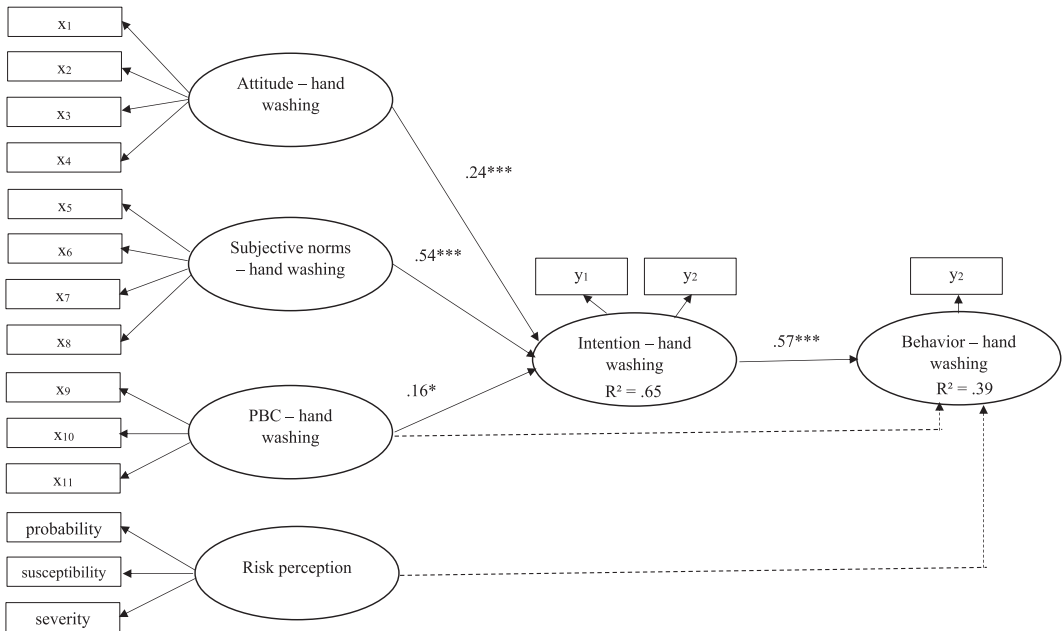 x1
x2
x3
x4
Attitude – hand
washing
.24***
x5
x6
x7
x8
Subjective norms
– hand washing
.54***
y1
y2
y2
Intention – hand
washing
R² = .65
.57***
Behavior – hand
washing
R² = .39
x9
x10
x11
PBC – hand
washing
.16*
probability
susceptibility
severity
Risk perception